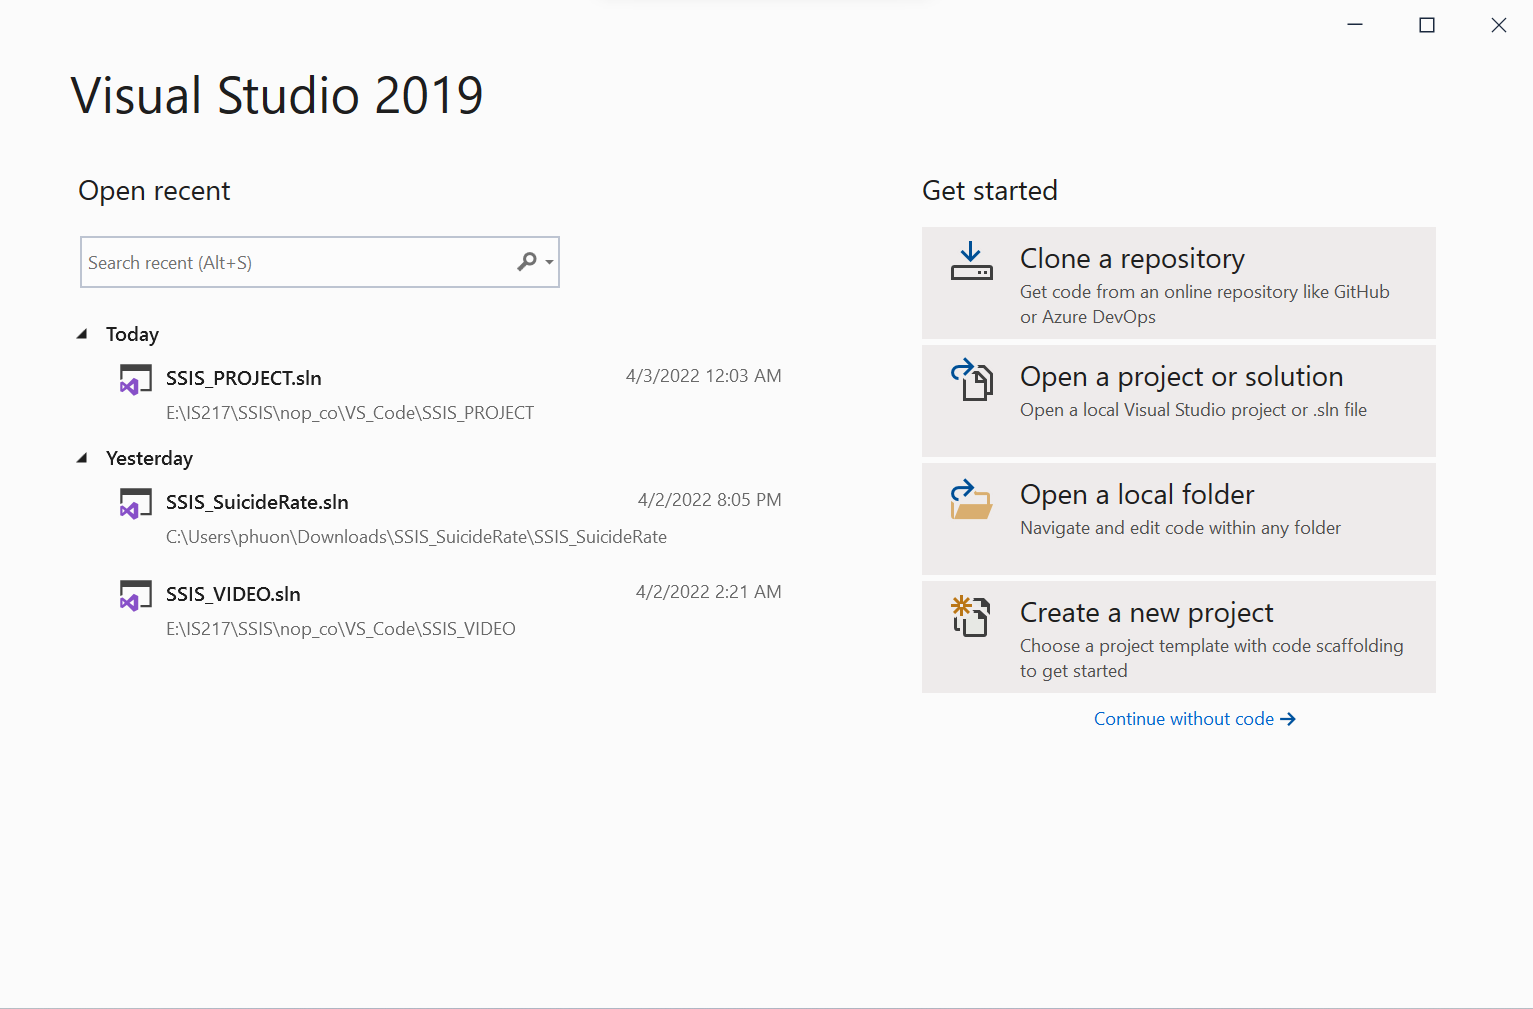 Visual Studio 2019
Open recent
Search recent (Alt+S)
Today
SSIS_PROJECT.sln
4/3/2022 12:03 AM
E:\IS217\SSIS\nop_co\VS_Code\SSIS_PROJECT
Yesterday
SSIS_SuicideRate.sln
4/2/2022 8:05 PM
C:\Users\phuon\Downloads\SSIS_SuicideRate\SSIS_SuicideRate
SSIS_VIDEO.sln
4/2/2022 2:21 AM
E:\IS217\SSIS\nop_co\VS_Code\SSIS_VIDEO
Get started
Clone a repository
Get code from an online repository like GitHub
or Azure DevOps
Open a project or solution
Open a local Visual Studio project or .sln file
Open a local folder
Navigate and edit code within any folder
Create a new project
Choose a project template with code scaffolding
to get started
Continue without code